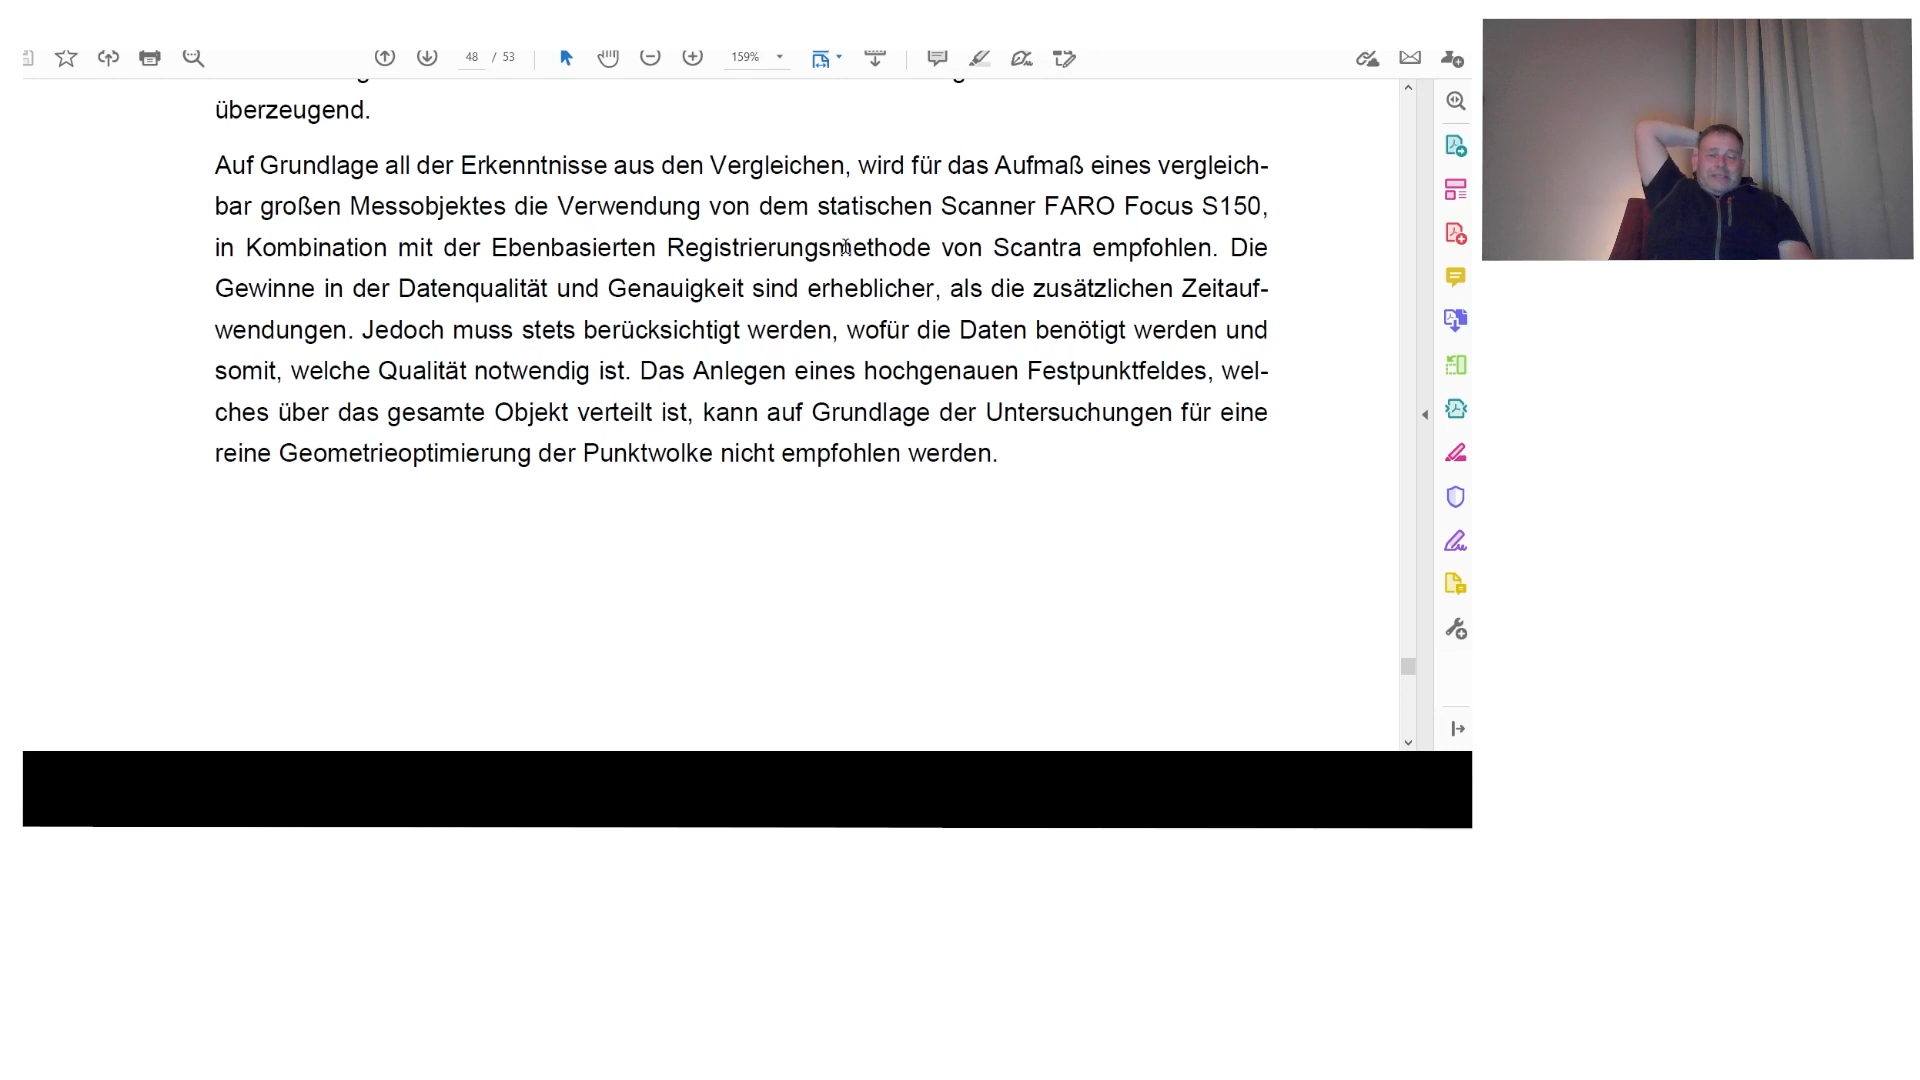 48 / 53
159%
überzeugend.
Auf Grundlage all der Erkenntnisse aus den Vergleichen, wird für das Aufmaß eines vergleich-
bar großen Messobjektes die Verwendung von dem statischen Scanner FARO Focus S150,
in Kombination mit der Ebenbasierten Registrierungsmethode von Scantra empfohlen. Die
Gewinne in der Datenqualität und Genauigkeit sind erheblicher, als die zusätzlichen Zeitauf-
wendungen. Jedoch muss stets berücksichtigt werden, wofür die Daten benötigt werden und
somit, welche Qualität notwendig ist. Das Anlegen eines hochgenauen Festpunktfeldes, wel-
ches über das gesamte Objekt verteilt ist, kann auf Grundlage der Untersuchungen für eine
reine Geometrieoptimierung der Punktwolke nicht empfohlen werden.